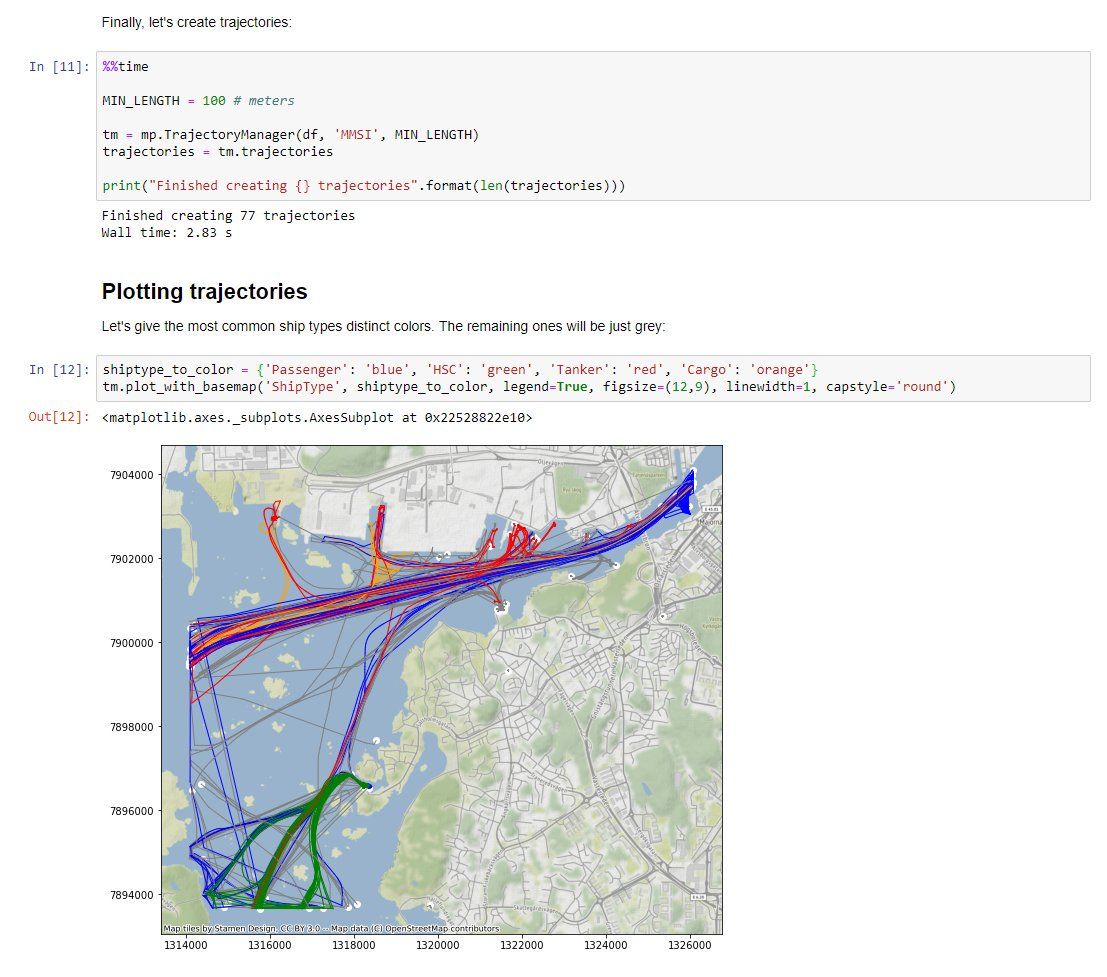 Finally, let's create trajectories:
In [11]:
%%time
MIN_LENGTH = 100 # meters
tm = mp.TrajectoryManager(df, 'MMSI', MIN_LENGTH)
trajectories = tm.trajectories
print("Finished creating {} trajectories".format(len(trajectories)))
Finished creating 77 trajectories
Wall time: 2.83 s
Plotting trajectories
Let's give the most common ship types distinct colors. The remaining ones will be just grey:
In [12]:
shiptype_to_color = {'Passenger': 'blue', 'HSC': 'green', 'Tanker': 'red', 'Cargo': 'orange'}
tm.plot_with_basemap('ShipType', shiptype_to_color, legend=True, figsize=(12,9), linewidth=1, capstyle='round')
Out[12]:
<matplotlib.axes._subplots.AxesSubplot at 0x22528822e10>
7904000
7902000
7900000
7898000
7896000
7894000
Map tiles by Stamen Design, CC BY 3.0 -- Map data (C) OpenStreetMap contributors
1314000 1316000 1318000 1320000 1322000 1324000 1326000